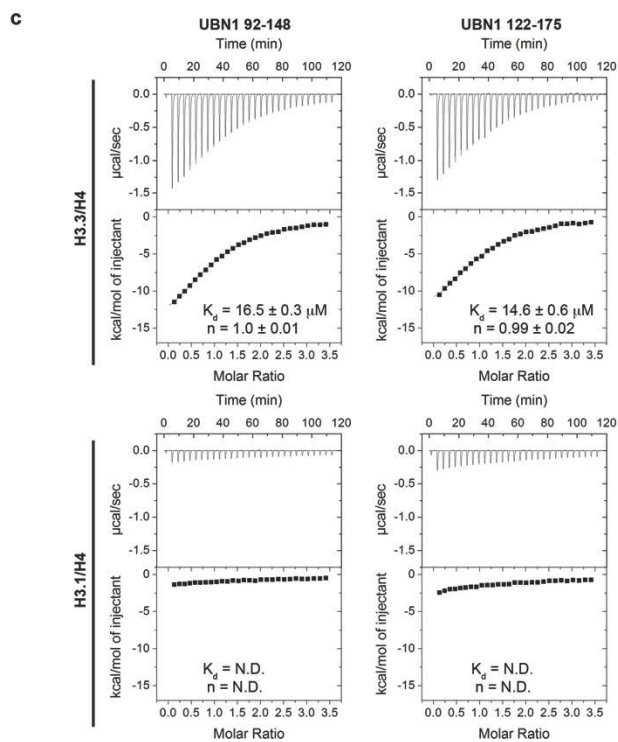 c
UBN1 92-148
Time (min)
0 20 40 60 80 100 120
0.0
-0.5
-1.0
-1.5
µcal/sec
0
-5
-10
-15
kcal/mol of injectant
K_d = 16.5 ± 0.3 µM
n = 1.0 ± 0.01
0.0 0.5 1.0 1.5 2.0 2.5 3.0 3.5
Molar Ratio
UBN1 122-175
Time (min)
0 20 40 60 80 100 120
0.0
-0.5
-1.0
-1.5
µcal/sec
0
-5
-10
-15
kcal/mol of injectant
K_d = 14.6 ± 0.6 µM
n = 0.99 ± 0.02
0.0 0.5 1.0 1.5 2.0 2.5 3.0 3.5
Molar Ratio
H3.3/H4
Time (min)
0 20 40 60 80 100 120
0.0
-0.5
-1.0
-1.5
µcal/sec
0
-5
-10
-15
kcal/mol of injectant
K_d = N.D.
n = N.D.
0.0 0.5 1.0 1.5 2.0 2.5 3.0 3.5
Molar Ratio
Time (min)
0 20 40 60 80 100 120
0.0
-0.5
-1.0
-1.5
µcal/sec
0
-5
-10
-15
kcal/mol of injectant
K_d = N.D.
n = N.D.
0.0 0.5 1.0 1.5 2.0 2.5 3.0 3.5
Molar Ratio
H3.1/H4